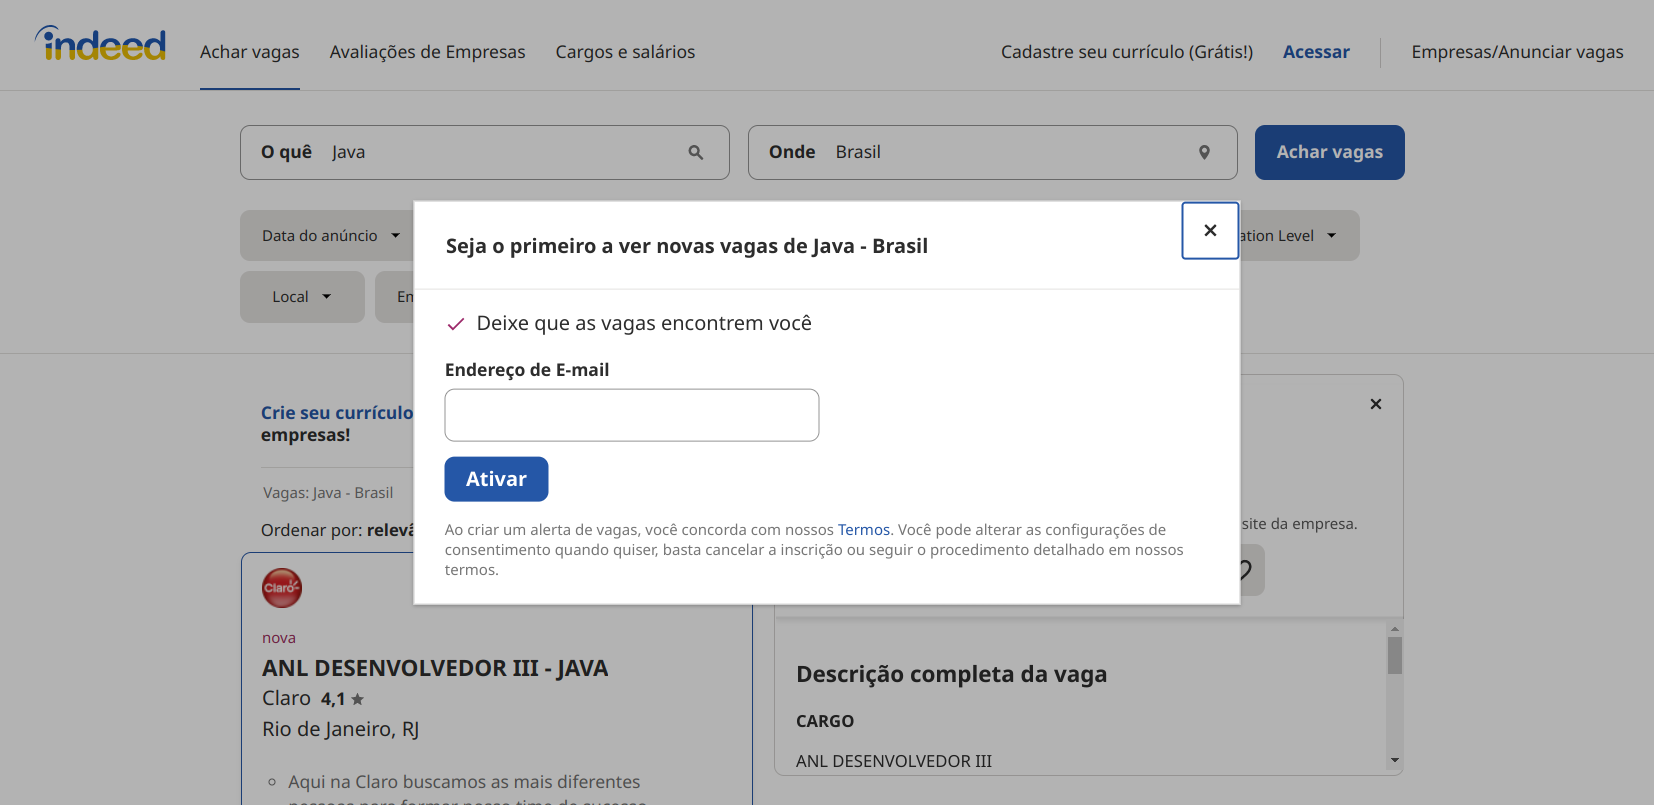 indeed
Achar vagas
Avaliações de Empresas
Cargos e salários
Cadastre seu currículo (Grátis!)
Acessar
Empresas/Anunciar vagas
O quê Java
Onde Brasil
Achar vagas
Data do anúncio
ation Level
Local
En
Seja o primeiro a ver novas vagas de Java - Brasil
Deixe que as vagas encontrem você
Endereço de E-mail
Ativar
Ao criar um alerta de vagas, você concorda com nossos Termos. Você pode alterar as configurações de
consentimento quando quiser, basta cancelar a inscrição ou seguir o procedimento detalhado em nossos
termos.
Crie seu currículo
empresas!
Vagas: Java - Brasil
Ordenar por: relev
site da empresa.
Claro
nova
ANL DESENVOLVEDOR III - JAVA
Claro 4,1
Rio de Janeiro, RJ
Aqui na Claro buscamos as mais diferentes
Descrição completa da vaga
CARGO
ANL DESENVOLVEDOR III